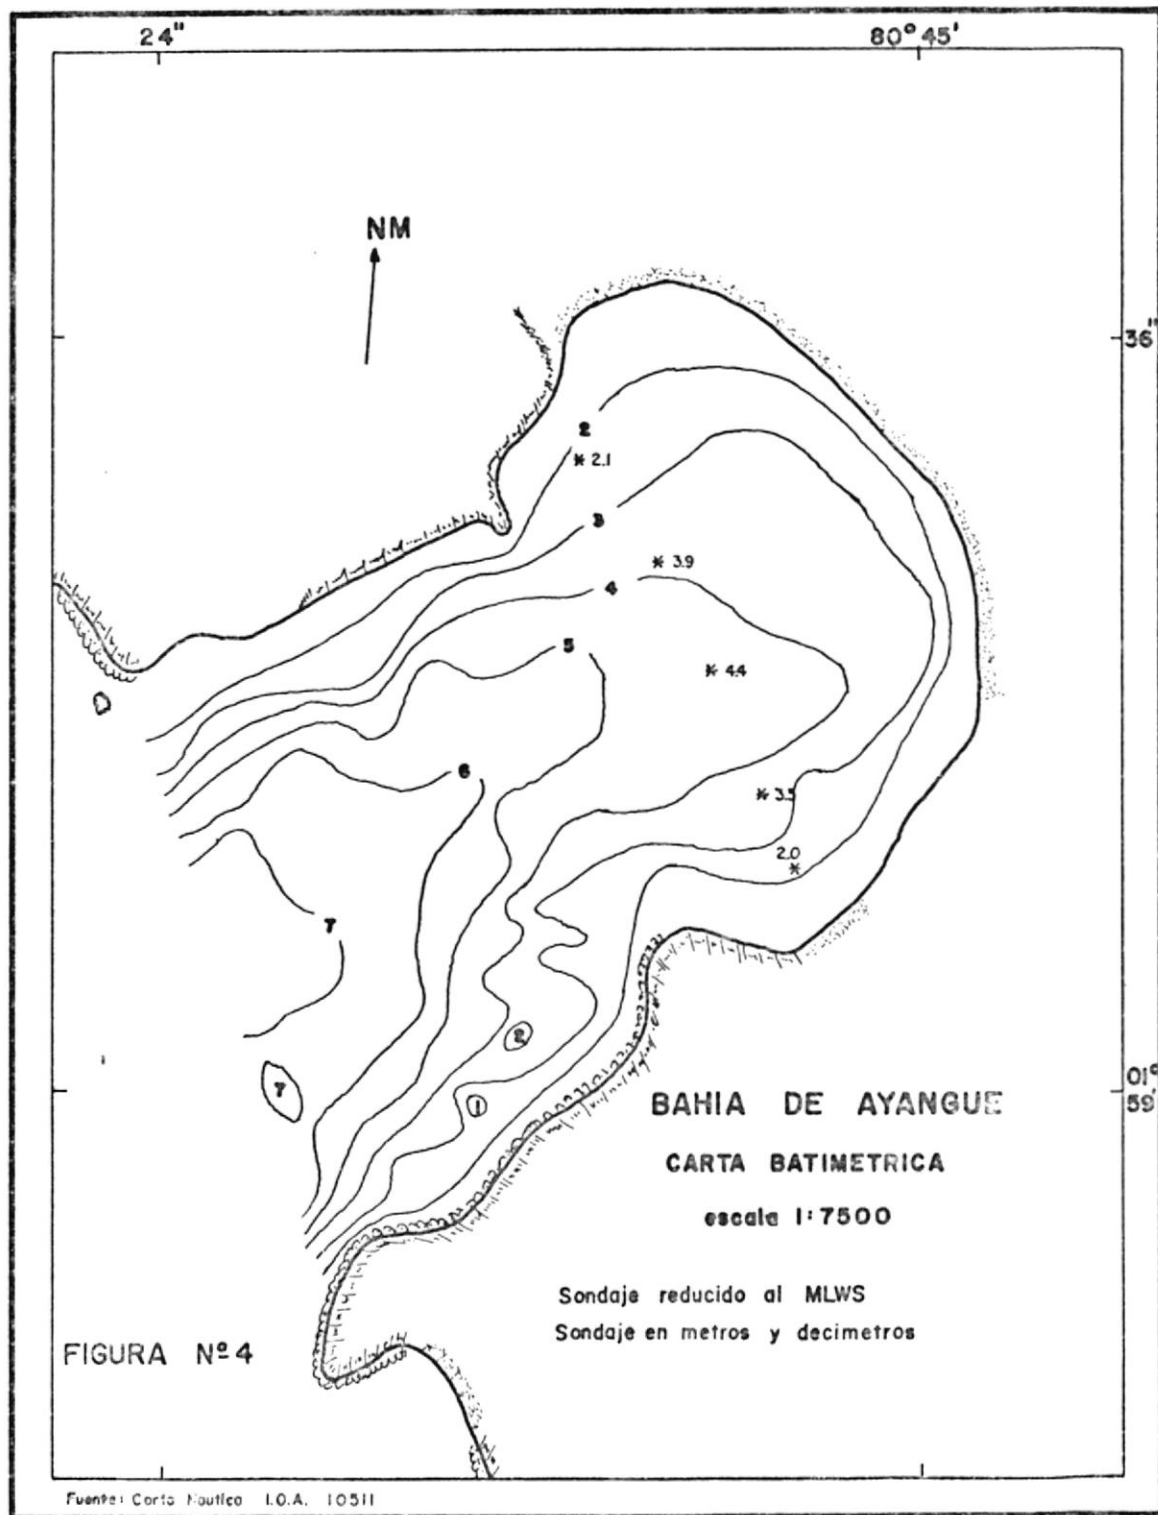 24"
80°45'
NM
36"
2
2.1
3
3.9
4
5
4.4
6
3.5
2.0
7
2
7
1
01°
59'
BAHIA DE AYANGUE
CARTA BATIMETRICA
escala 1:7500
Sondaje reducido al MLWS
Sondaje en metros y decimetros
FIGURA Nº 4
Fuente: Carta Nautica I.O.A. 10511